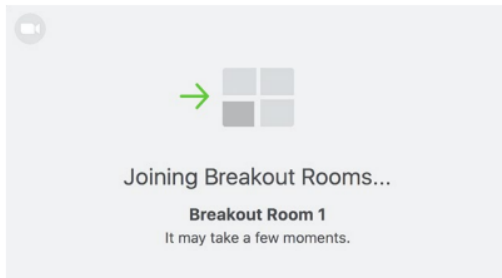 Joining Breakout Rooms...
Breakout Room 1
It may take a few moments.